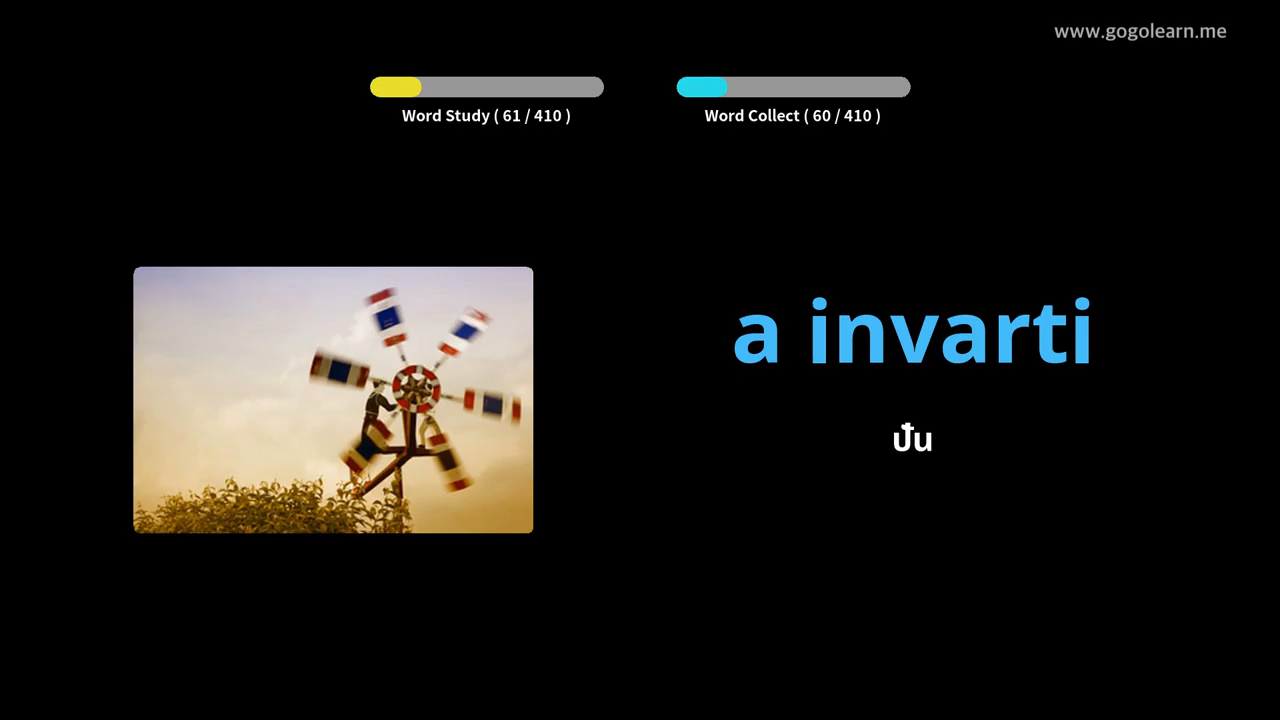 www.gogolearn.me
Word Study ( 61 / 410 )
Word Collect ( 60 / 410 )
a invarti
ปั่น